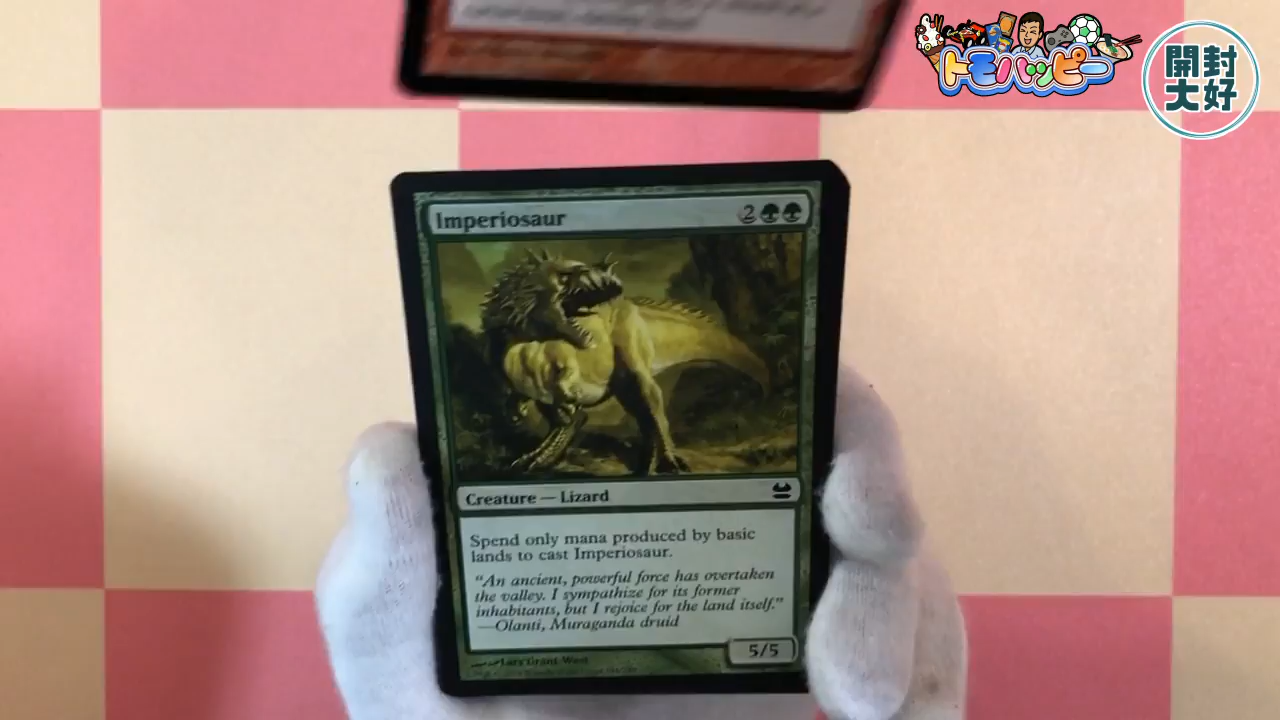 トモハッピー
開封
大好
Imperiosaur
2
Creature — Lizard
Spend only mana produced by basic
lands to cast Imperiosaur.
"An ancient, powerful force has overtaken
the valley. I sympathize for its former
inhabitants, but I rejoice for the land itself."
—Olanti, Muraganda druid
5/5
Lars Grant-West